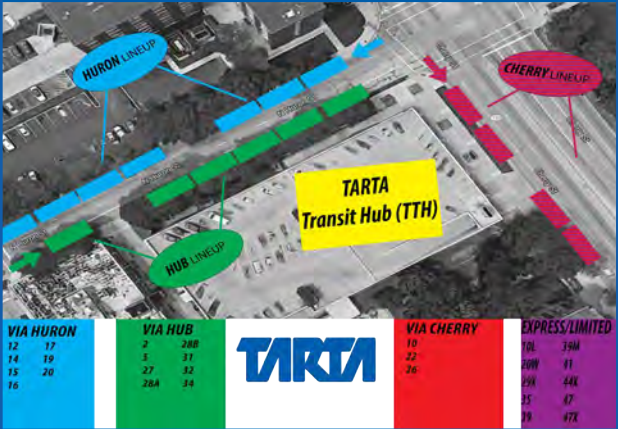 HURON LINEUP
CHERRY LINEUP
TARTA
Transit Hub (TTH)
HUB LINEUP
VIA HURON
12 17
14 19
15 20
16
VIA HUB
2 28B
5 31
27 32
28A 34
TARTA
VIA CHERRY
10
22
26
EXPRESS/LIMITED
10L 39M
20W 41
29X 44X
35 47
39 47X